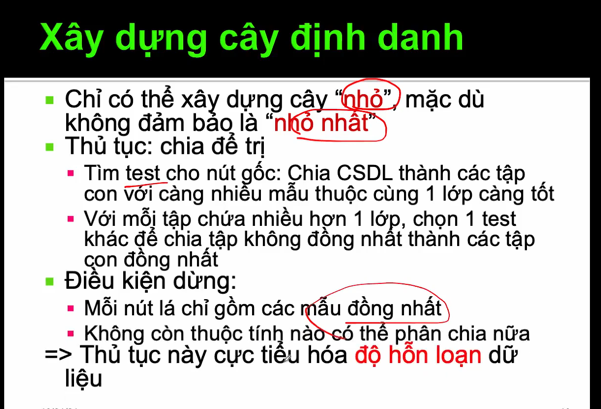 Xây dựng cây định danh
Chỉ có thể xây dựng cây “nhỏ”, mặc dù
không đảm bảo là “nhỏ nhất”
Thủ tục: chia để trị
Tìm test cho nút gốc: Chia CSDL thành các tập
con với càng nhiều mẫu thuộc cùng 1 lớp càng tốt
Với mỗi tập chứa nhiều hơn 1 lớp, chọn 1 test
khác để chia tập không đồng nhất thành các tập
con đồng nhất
Điều kiện dừng:
Mỗi nút lá chỉ gồm các mẫu đồng nhất
Không còn thuộc tính nào có thể phân chia nữa
=> Thủ tục này cực tiểu hóa độ hỗn loạn dữ
liệu